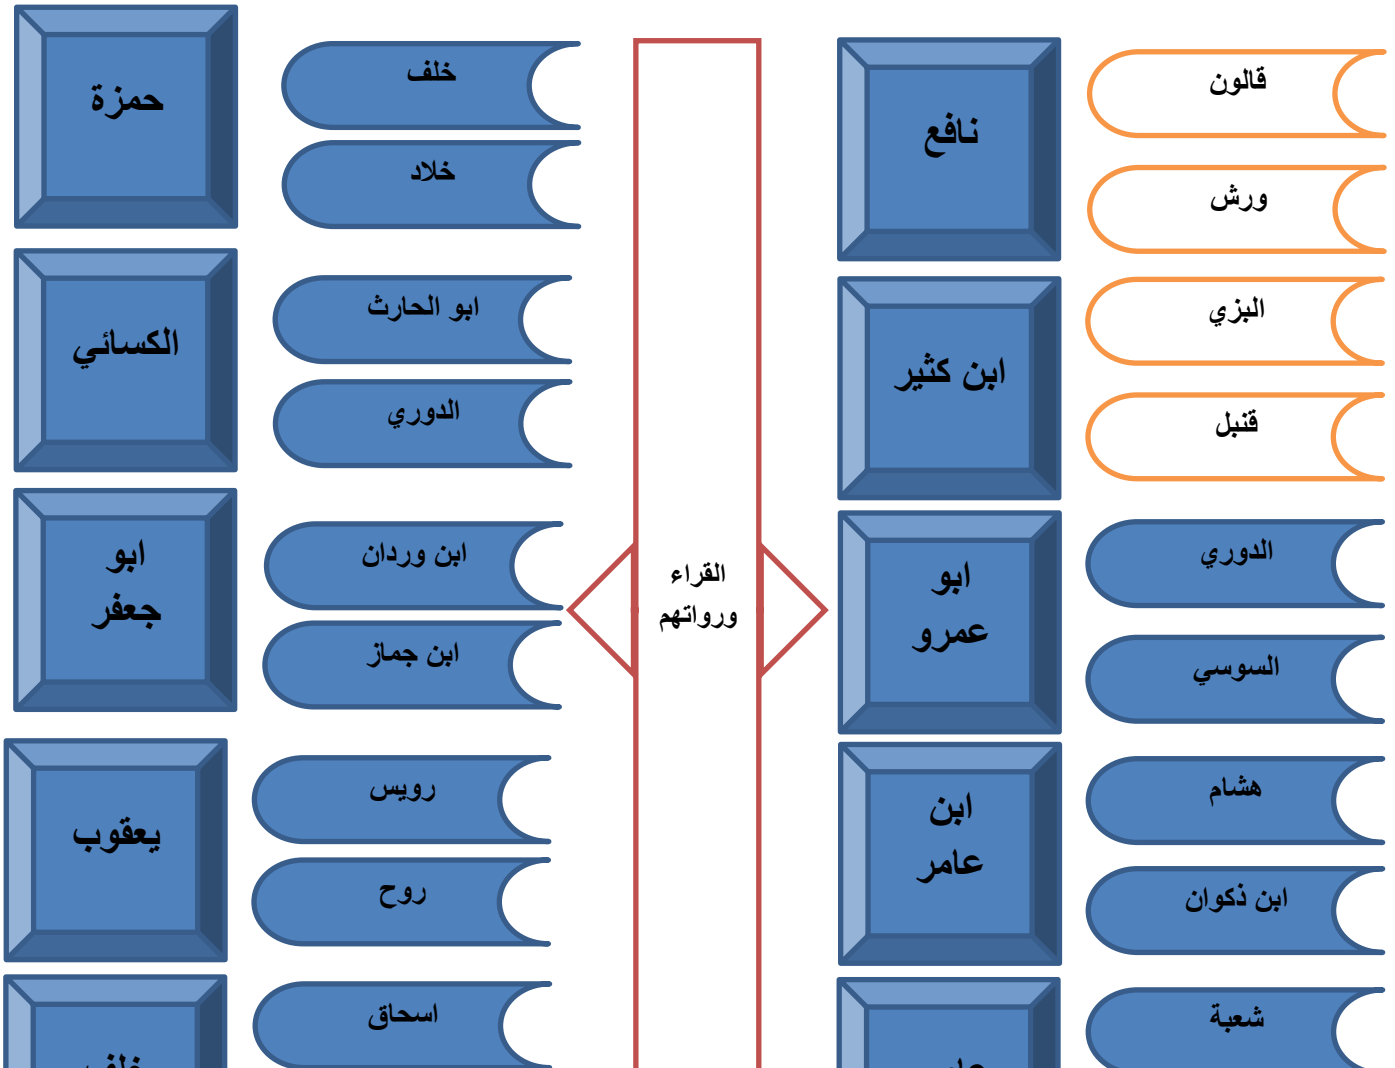 نافع
قالون
ورش
ابن كثير
البزي
قنبل
ابو
عمرو
الدوري
السوسي
ابن
عامر
هشام
ابن ذكوان
شعبة
القراء
ورواتهم
حمزة
خلف
خلاد
الكسائي
ابو الحارث
الدوري
ابو
جعفر
ابن وردان
ابن جماز
يعقوب
رويس
روح
خلف
اسحاق